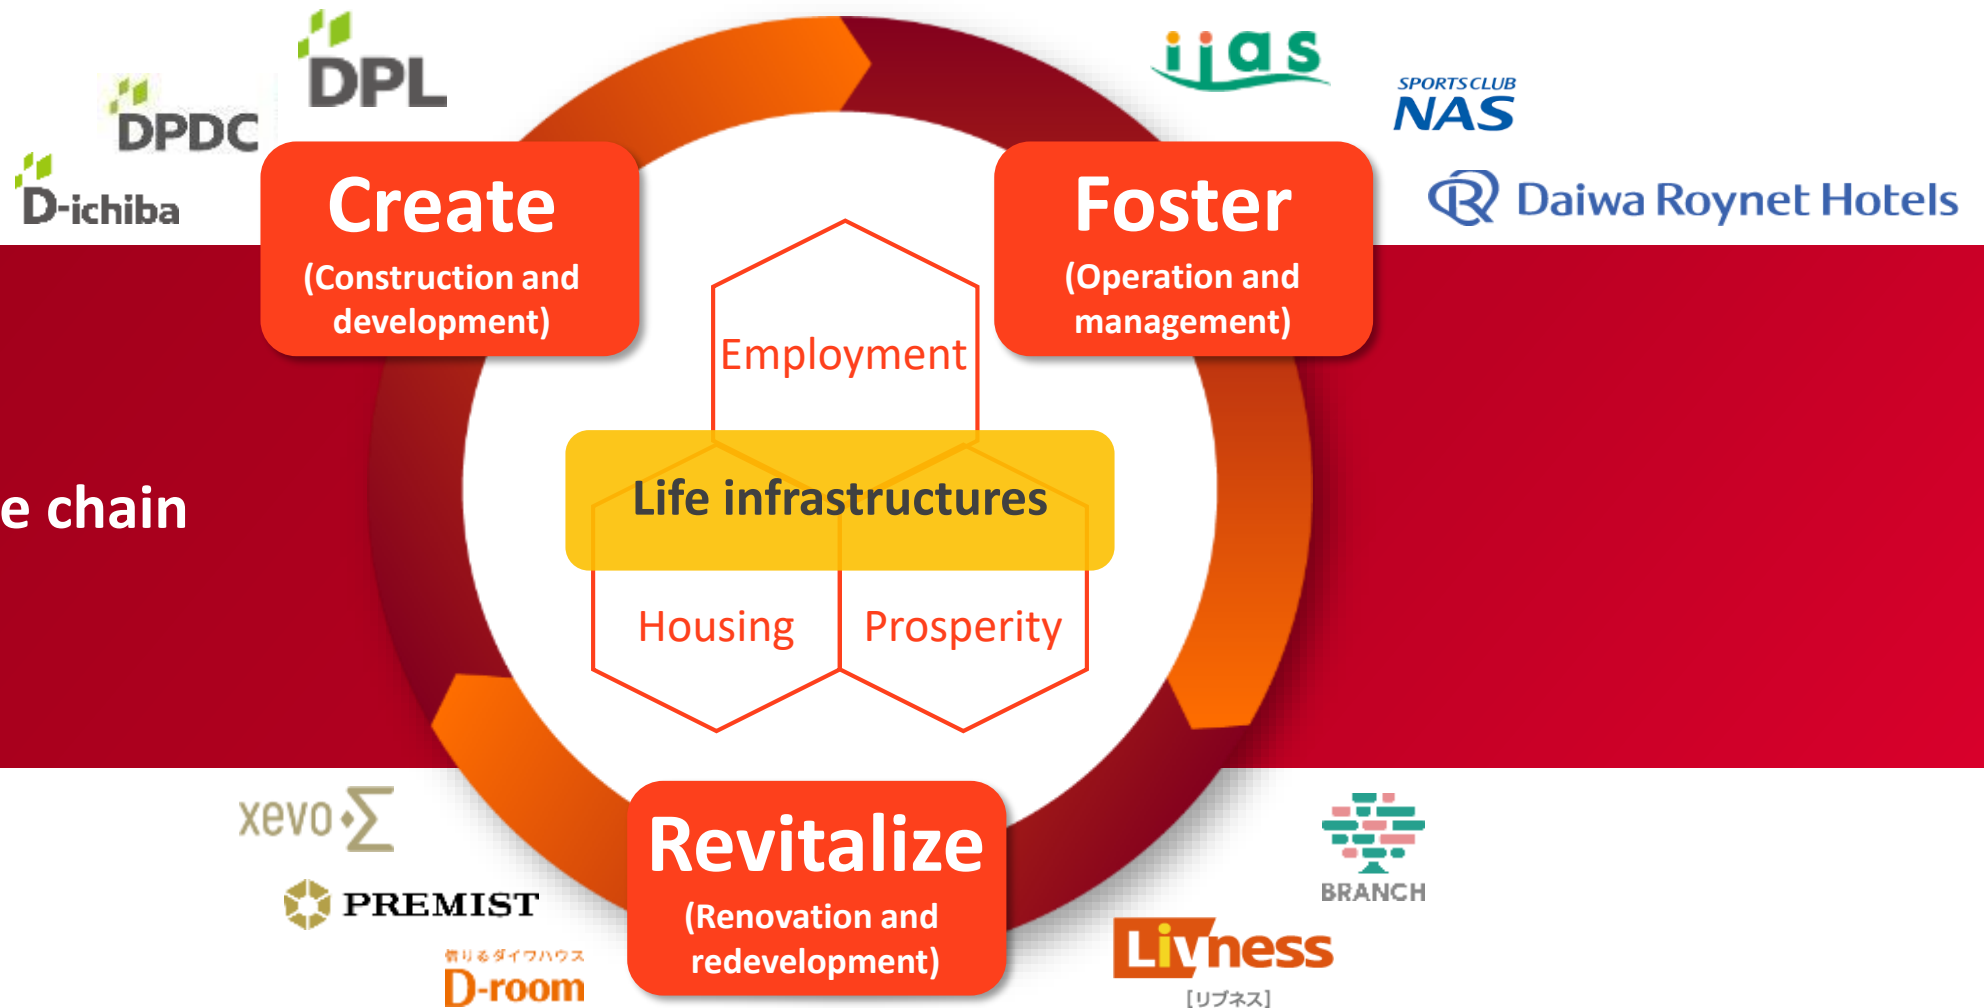 DPL
DPDC
D-ichiba
Create
(Construction and
development)
ijas
SPORTS CLUB
NAS
Daiwa Roynet Hotels
Foster
(Operation and
management)
Employment
e chain
Life infrastructures
Housing
Prosperity
xevoΣ
PREMIST
借りるダイワハウス
D-room
Revitalize
(Renovation and
redevelopment)
BRANCH
Livness
[リブネス]